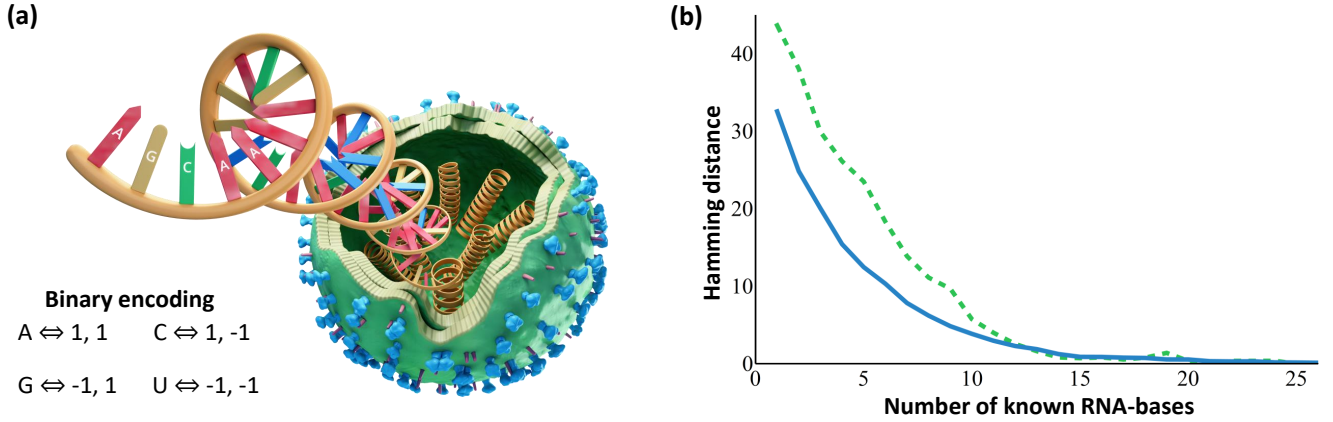 (a)
A
G
C
A
A
Binary encoding
A ⇔ 1, 1 C ⇔ 1, -1
G ⇔ -1, 1 U ⇔ -1, -1
(b)
Hamming distance
40
30
20
10
0
0 5 10 15 20 25
Number of known RNA-bases